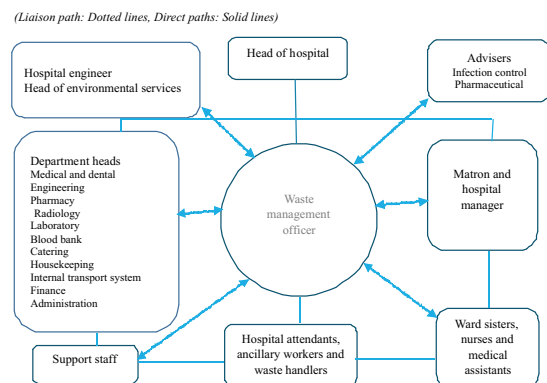 (Liaison path: Dotted lines, Direct paths: Solid lines)
Hospital engineer
Head of environmental services
Head of hospital
Advisers
Infection control
Pharmaceutical
Department heads
Medical and dental
Engineering
Pharmacy
Radiology
Laboratory
Blood bank
Catering
Housekeeping
Internal transport system
Finance
Administration
Waste
management
officer
Matron and
hospital
manager
Support staff
Hospital attendants,
ancillary workers and
waste handlers
Ward sisters,
nurses and
medical
assistants